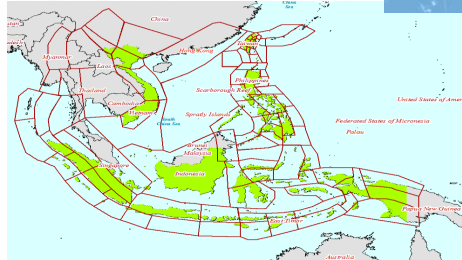 China
Sea
Hong Kong
Taiwan
Myanmar
Laos
Thailand
Philippines
Scarborough Reef
Cambodia
Vietnam
Spratly Islands
South
China Sea
United States of Amer
Federated States of Micronesia
Palau
Brunei
Malaysia
Singapore
Indonesia
East Timor
Papua New Guinea
Australia